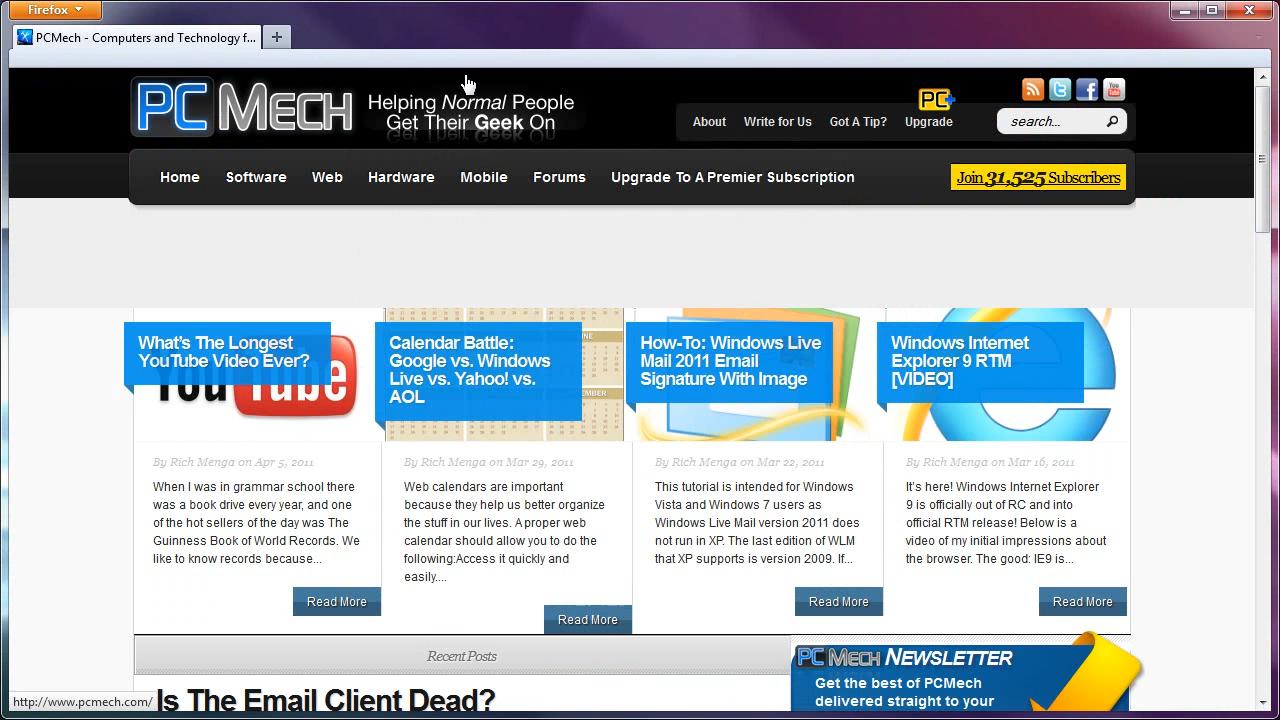 Firefox
PCMech - Computers and Technology f...
PC MECH
Helping Normal People
Get Their Geek On
PC+
You
About Write for Us Got A Tip? Upgrade
search...
Home Software Web Hardware Mobile Forums Upgrade To A Premier Subscription
Join 31,525 Subscribers
What's The Longest
YouTube Video Ever?
YouTube
By Rich Menga on Apr 5, 2011
When I was in grammar school there
was a book drive every year, and one
of the hot sellers of the day was The
Guinness Book of World Records. We
like to know records because...
Read More
Calendar Battle:
Google vs. Windows
Live vs. Yahoo! vs.
AOL
By Rich Menga on Mar 29, 2011
Web calendars are important
because they help us better organize
the stuff in our lives. A proper web
calendar should allow you to do the
following:Access it quickly and
easily....
Read More
How-To: Windows Live
Mail 2011 Email
Signature With Image
By Rich Menga on Mar 22, 2011
This tutorial is intended for Windows
Vista and Windows 7 users as
Windows Live Mail version 2011 does
not run in XP. The last edition of WLM
that XP supports is version 2009. If...
Read More
Windows Internet
Explorer 9 RTM
[VIDEO]
By Rich Menga on Mar 16, 2011
It's here! Windows Internet Explorer
9 is officially out of RC and into
official RTM release! Below is a
video of my initial impressions about
the browser. The good: IE9 is...
Read More
Recent Posts
Is The Email Client Dead?
PC MECH NEWSLETTER
Get the best of PCMech
delivered straight to your
http://www.pcmech.com/